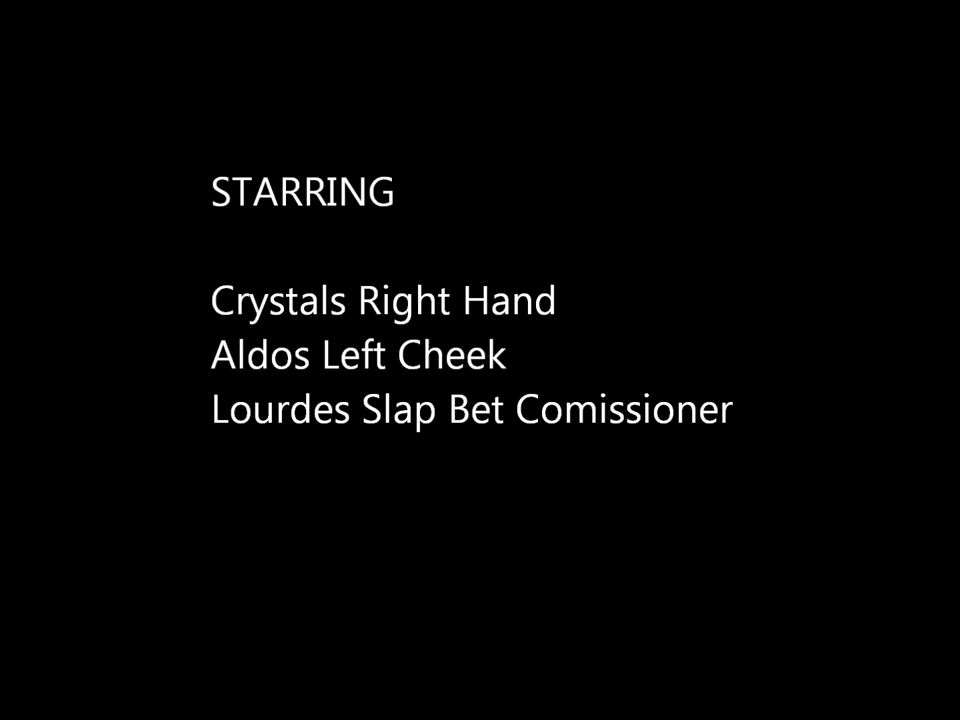 STARRING
Crystals Right Hand
Aldos Left Cheek
Lourdes Slap Bet Comissioner